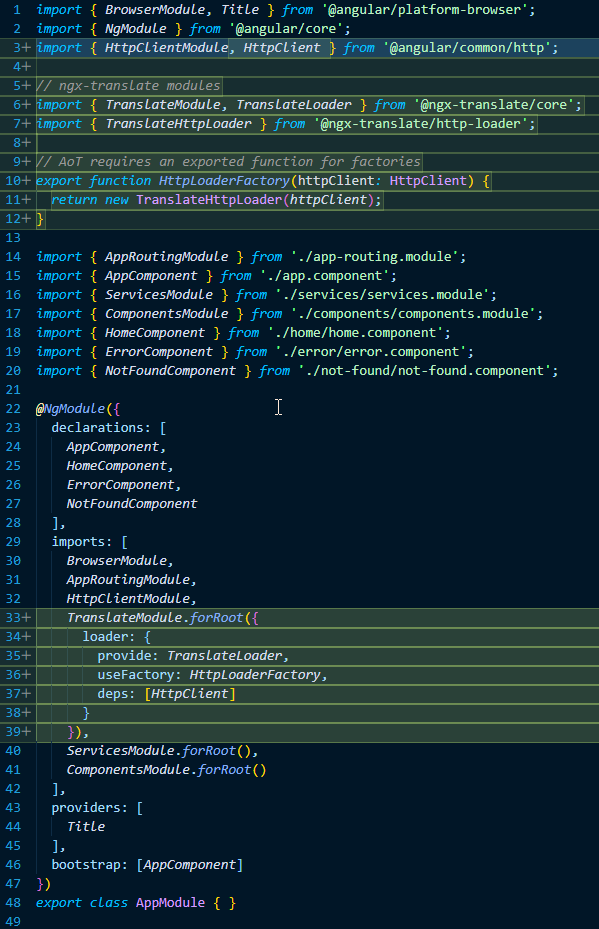 1 import { BrowserModule, Title } from '@angular/platform-browser';
2 import { NgModule } from '@angular/core';
3+ import { HttpClientModule, HttpClient } from '@angular/common/http';
4+
5+ // ngx-translate modules
6+ import { TranslateModule, TranslateLoader } from '@ngx-translate/core';
7+ import { TranslateHttpLoader } from '@ngx-translate/http-loader';
8+
9+ // AoT requires an exported function for factories
10+ export function HttpLoaderFactory(httpClient: HttpClient) {
11+   return new TranslateHttpLoader(httpClient);
12+ }
13
14 import { AppRoutingModule } from './app-routing.module';
15 import { AppComponent } from './app.component';
16 import { ServicesModule } from './services/services.module';
17 import { ComponentsModule } from './components/components.module';
18 import { HomeComponent } from './home/home.component';
19 import { ErrorComponent } from './error/error.component';
20 import { NotFoundComponent } from './not-found/not-found.component';
21
22 @NgModule({
23   declarations: [
24     AppComponent,
25     HomeComponent,
26     ErrorComponent,
27     NotFoundComponent
28   ],
29   imports: [
30     BrowserModule,
31     AppRoutingModule,
32     HttpClientModule,
33+     TranslateModule.forRoot({
34+       loader: {
35+         provide: TranslateLoader,
36+         useFactory: HttpLoaderFactory,
37+         deps: [HttpClient]
38+       }
39+     }),
40     ServicesModule.forRoot(),
41     ComponentsModule.forRoot()
42   ],
43   providers: [
44     Title
45   ],
46   bootstrap: [AppComponent]
47 })
48 export class AppModule { }
49